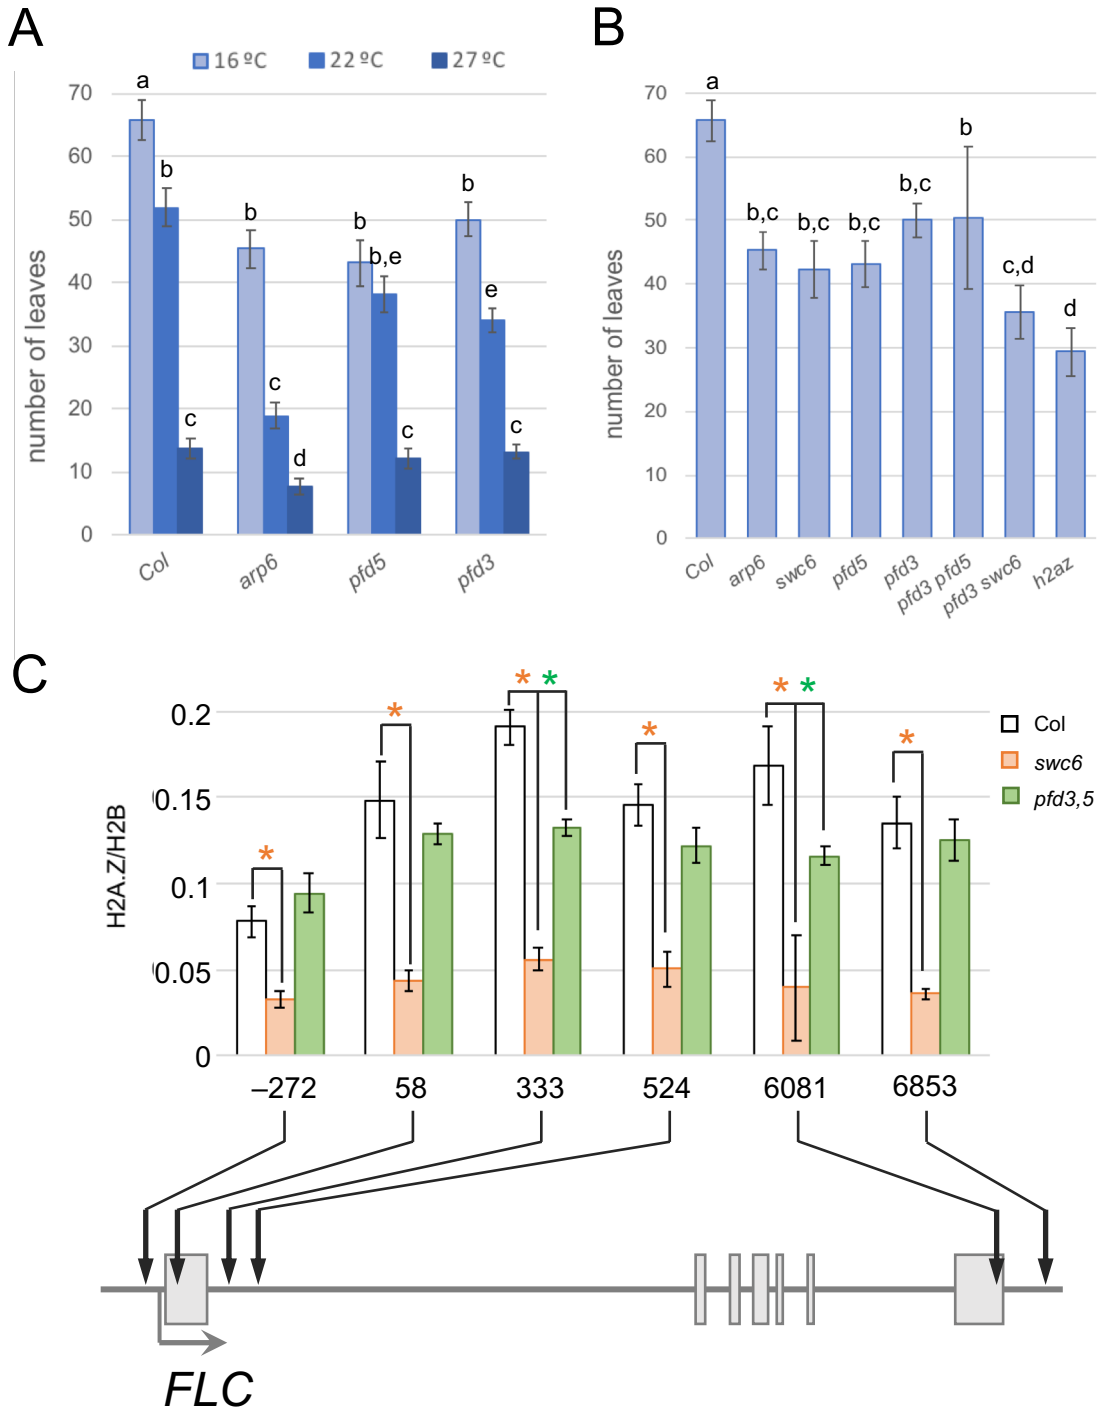 A
16 ºC 22 ºC 27 ºC
number of leaves
70
60
50
40
30
20
10
0
a
b
c
b
c
d
b
b,e
c
b
e
c
Col arp6 pfd5 pfd3
B
number of leaves
70
60
50
40
30
20
10
0
a
b,c
b,c
b,c
b,c
b
c,d
d
Col arp6 swc6 pfd5 pfd3 pfd3 pfd5 pfd3 swc6 h2az
C
H2A.Z/H2B
0.2
0.15
0.1
0.05
0
* * * * * * * *
Col
swc6
pfd3,5
–272 58 333 524 6081 6853
FLC